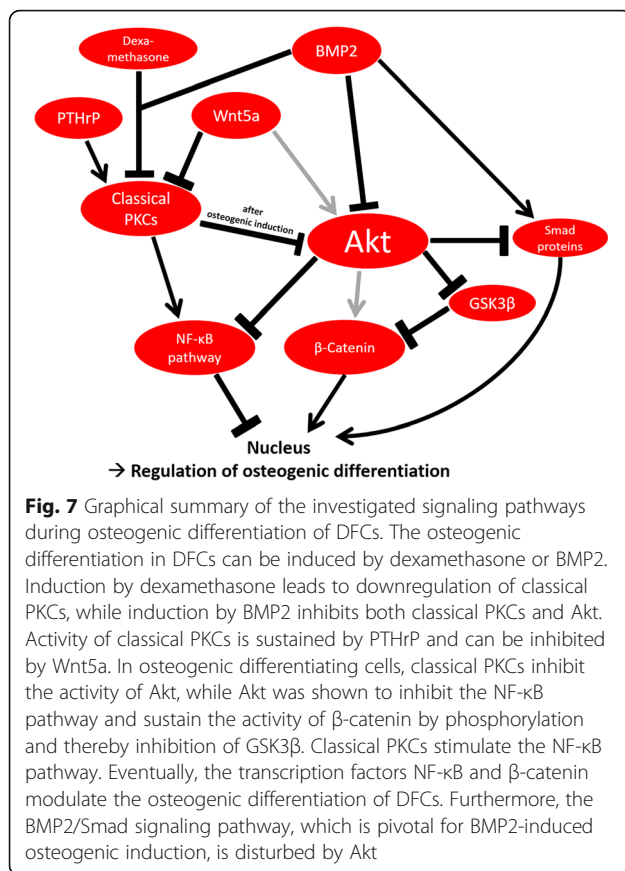 Dexa-
methasone
BMP2
PTHrP
Wnt5a
Classical
PKCs
after
osteogenic induction
Akt
Smad
proteins
GSK3β
NF-κB
pathway
β-Catenin
Nucleus
→ Regulation of osteogenic differentiation
Fig. 7 Graphical summary of the investigated signaling pathways
during osteogenic differentiation of DFCs. The osteogenic
differentiation in DFCs can be induced by dexamethasone or BMP2.
Induction by dexamethasone leads to downregulation of classical
PKCs, while induction by BMP2 inhibits both classical PKCs and Akt.
Activity of classical PKCs is sustained by PTHrP and can be inhibited
by Wnt5a. In osteogenic differentiating cells, classical PKCs inhibit
the activity of Akt, while Akt was shown to inhibit the NF-κB
pathway and sustain the activity of β-catenin by phosphorylation
and thereby inhibition of GSK3β. Classical PKCs stimulate the NF-κB
pathway. Eventually, the transcription factors NF-κB and β-catenin
modulate the osteogenic differentiation of DFCs. Furthermore, the
BMP2/Smad signaling pathway, which is pivotal for BMP2-induced
osteogenic induction, is disturbed by Akt